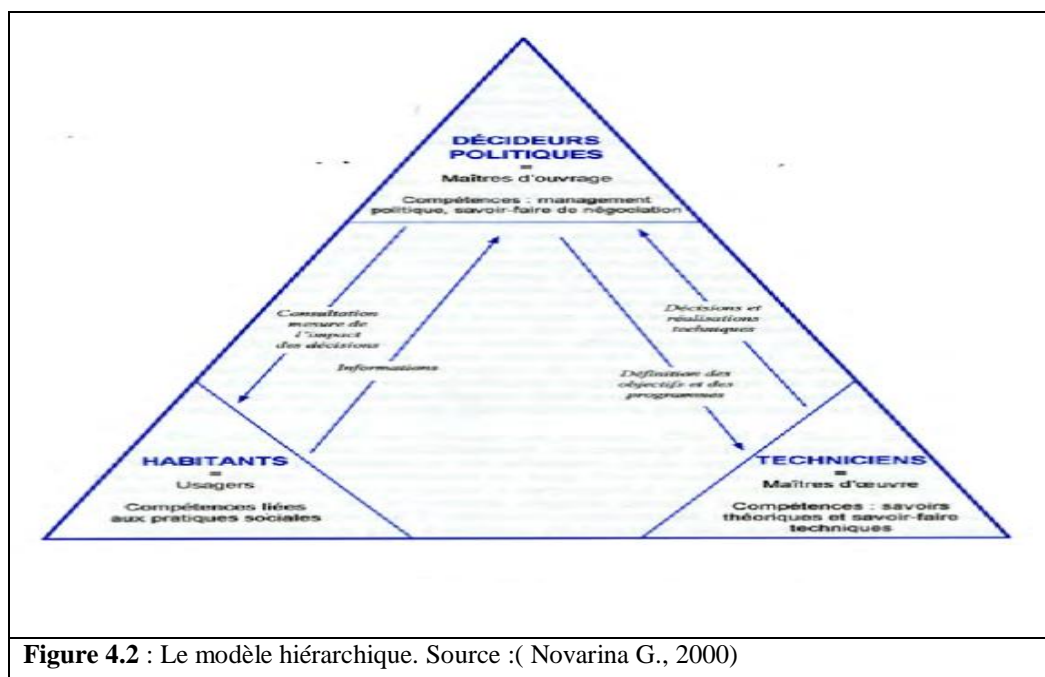 DÉCIDEURS
POLITIQUES
=
Maîtres d'ouvrage
Compétences : management
politique, savoir-faire de négociation
Consultation
mesure de
l'impact
des décisions
Informations
Décisions et
réalisations
techniques
Définition des
objectifs et des
programmes
HABITANTS
=
Usagers
Compétences liées
aux pratiques sociales
TECHNICIENS
=
Maîtres d'œuvre
Compétences : savoirs
théoriques et savoir-faire
techniques
Figure 4.2 : Le modèle hiérarchique. Source :( Novarina G., 2000)